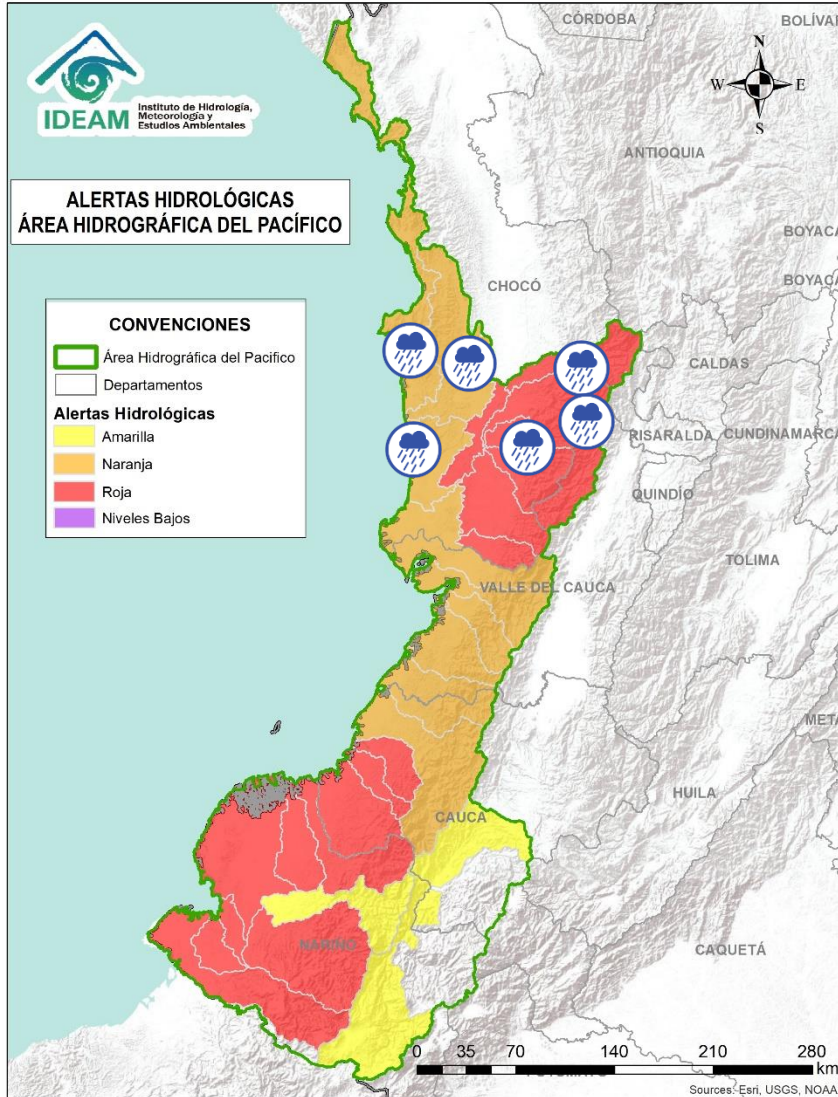 CÓRDOBA
BOLÍVA
IDEAM
Instituto de Hidrología,
Meteorología y
Estudios Ambientales
N
W
E
S
ANTIOQUIA
ALERTAS HIDROLÓGICAS
ÁREA HIDROGRÁFICA DEL PACÍFICO
BOYACÁ
CHOCÓ
BOYACÁ
CONVENCIONES
Área Hidrográfica del Pacifico
Departamentos
Alertas Hidrológicas
Amarilla
Naranja
Roja
Niveles Bajos
CALDAS
RISARALDA
CUNDINAMARCA
QUINDÍO
TOLIMA
VALLE DEL CAUCA
META
HUILA
CAUCA
NARIÑO
CAQUETÁ
0 35 70 140 210 280
km
Sources: Esri, USGS, NOAA